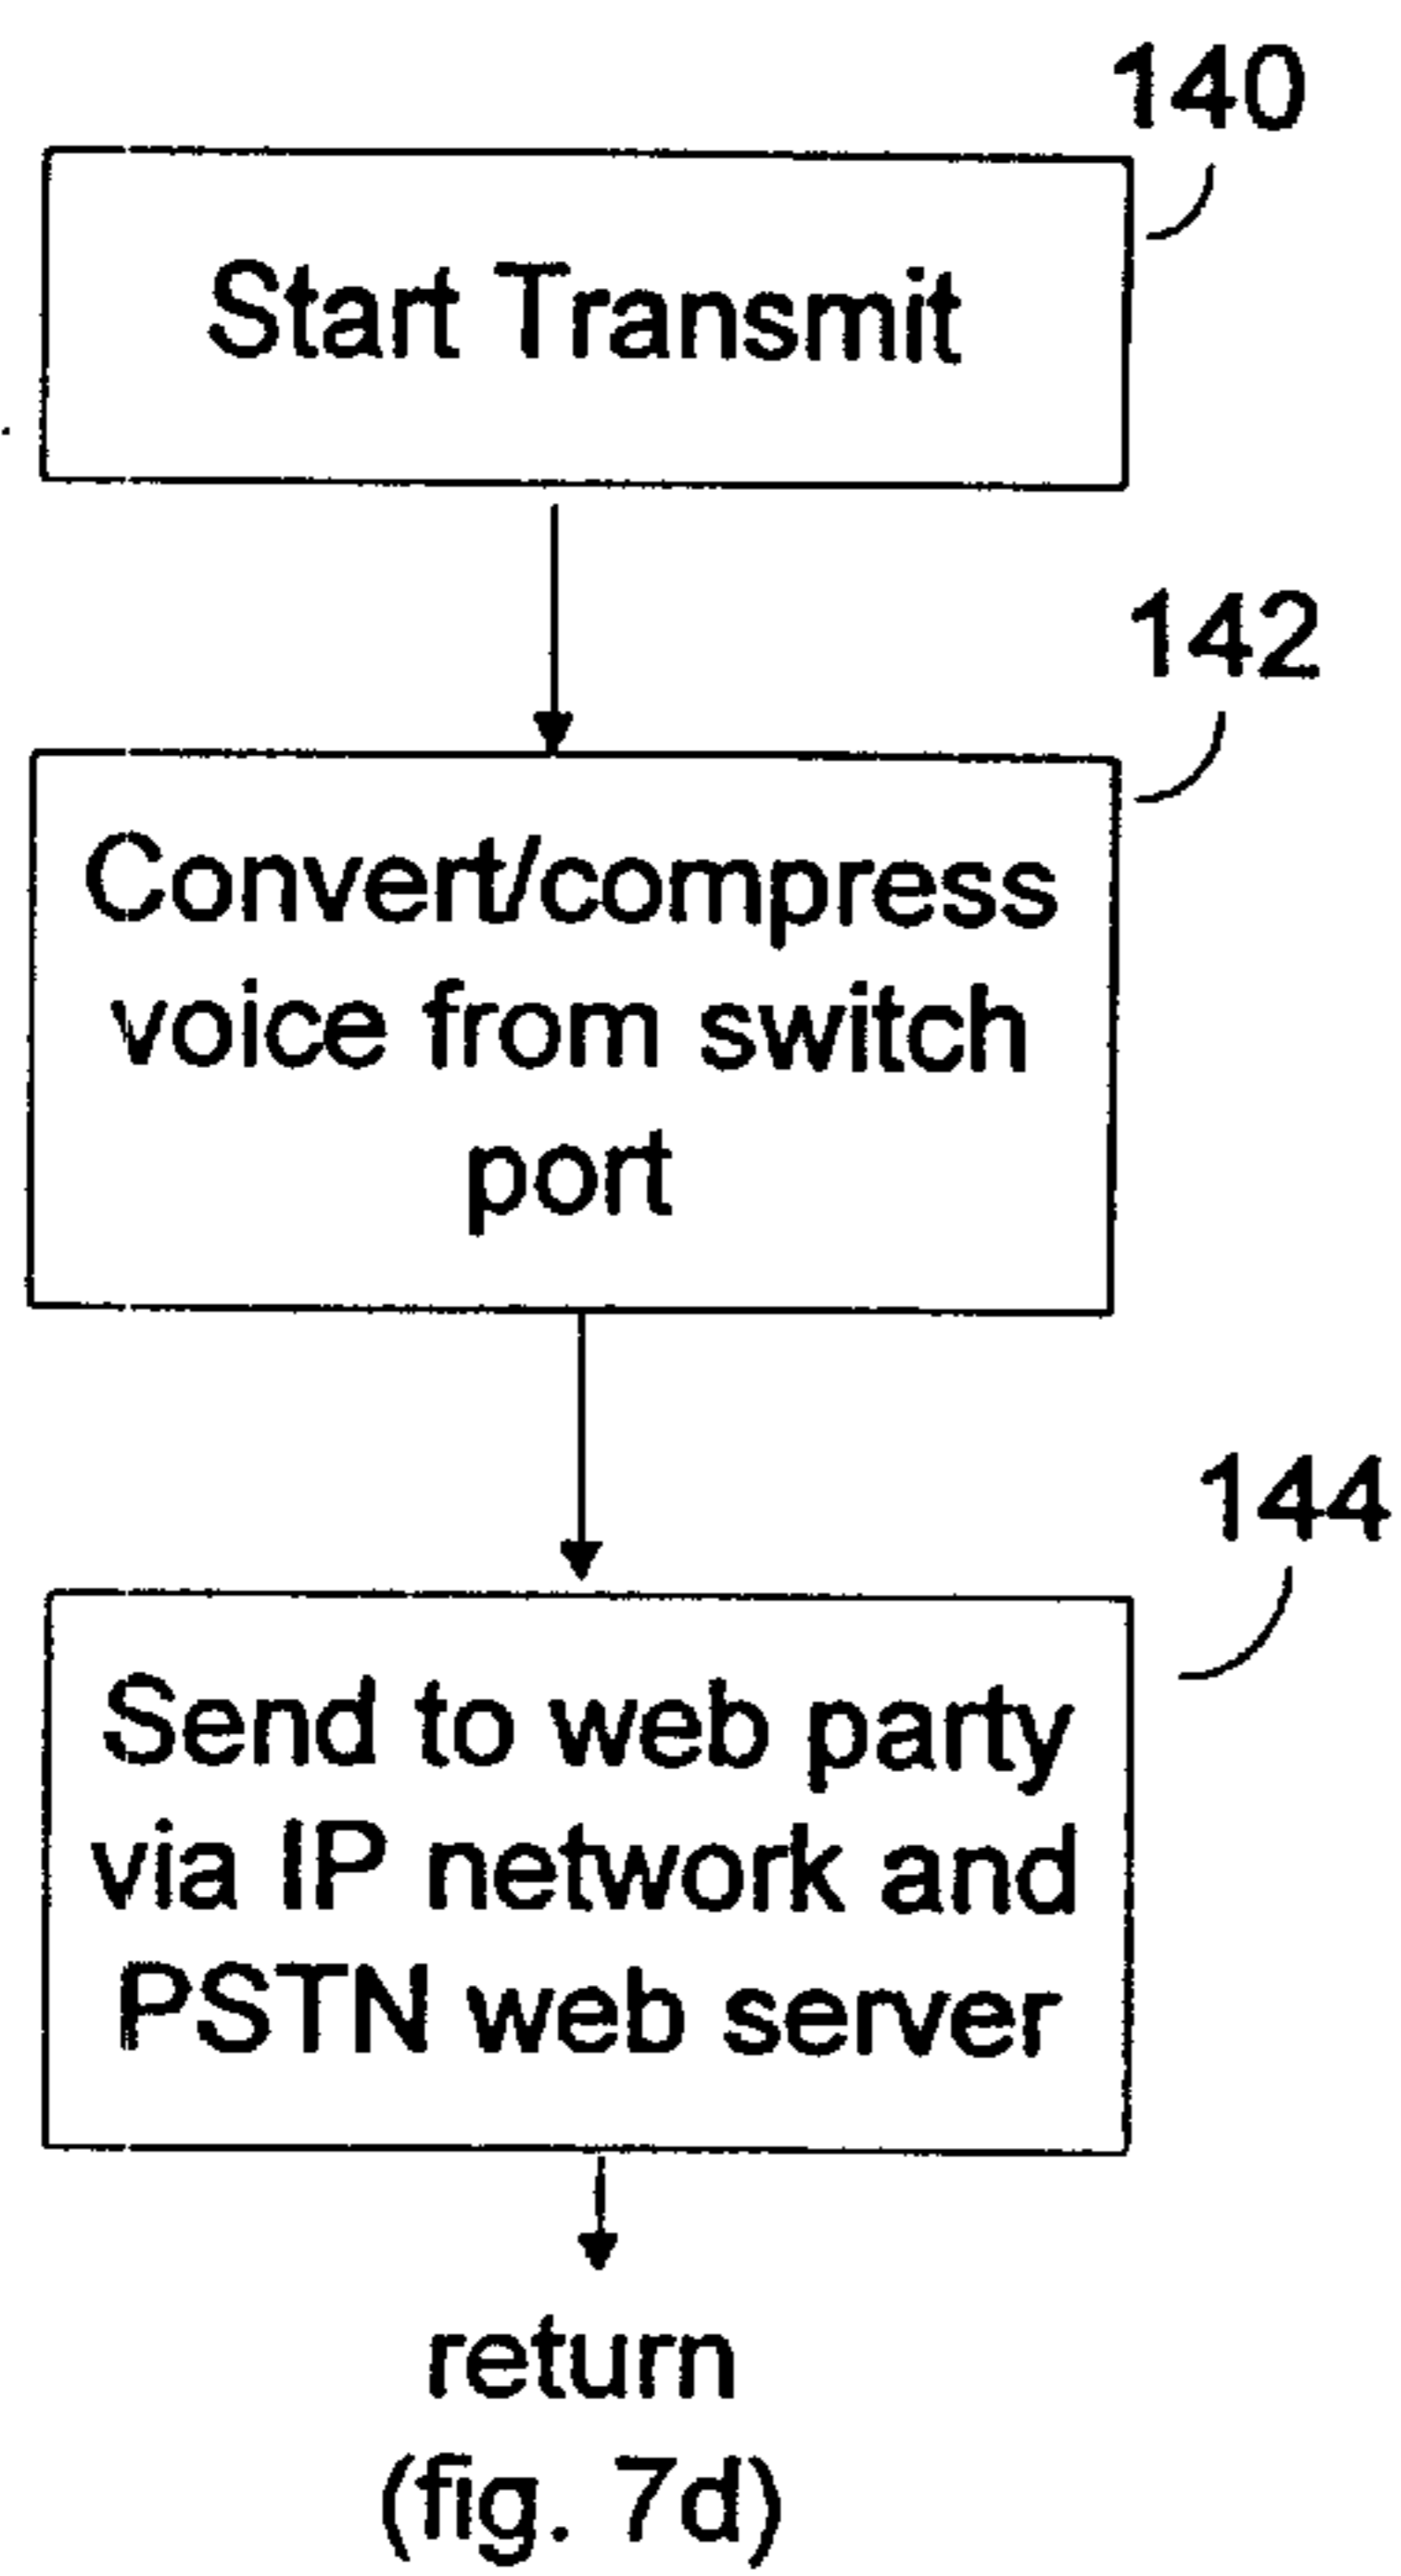 140
Start Transmit
142
Convert/compress
voice from switch
port
144
Send to web party
via IP network and
PSTN web server
return
(fig. 7d)